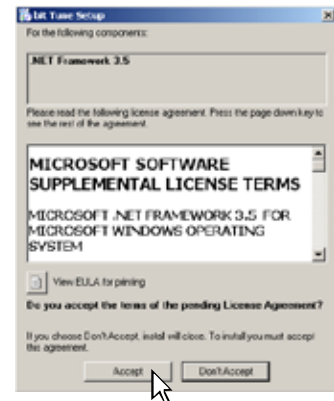 bit Tune Setup
For the following components:
.NET Framework 3.5
Please read the following license agreement. Press the page down key to
see the rest of the agreement.
MICROSOFT SOFTWARE
SUPPLEMENTAL LICENSE TERMS
MICROSOFT .NET FRAMEWORK 3.5 FOR
MICROSOFT WINDOWS OPERATING
SYSTEM
View EULA for printing
Do you accept the terms of the pending License Agreement?
If you choose Don't Accept, install will close. To install you must accept
this agreement.
Accept
Don't Accept